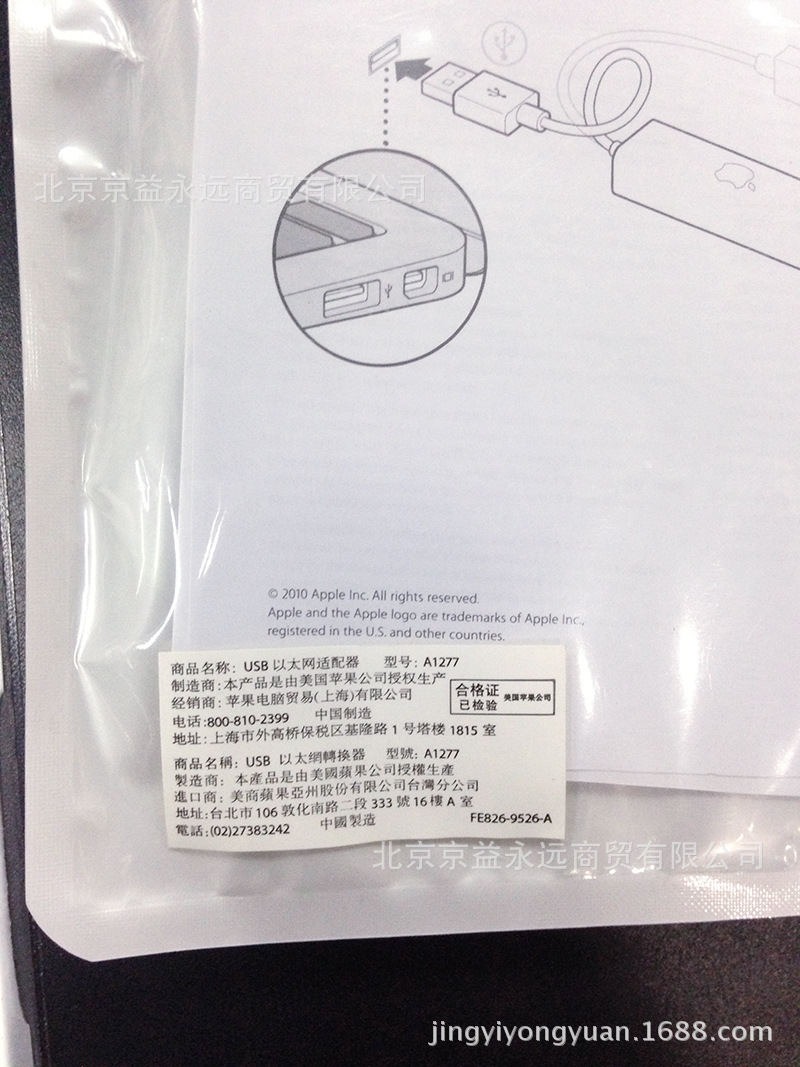 北京京益永远商贸有限公司
© 2010 Apple Inc. All rights reserved.
Apple and the Apple logo are trademarks of Apple Inc.,
registered in the U.S. and other countries.
商品名称: USB 以太网适配器 型号: A1277
制造商: 本产品是由美国苹果公司授权生产
经销商: 苹果电脑贸易(上海)有限公司
电话:800-810-2399 中国制造
地址: 上海市外高桥保税区基隆路 1 号塔楼 1815 室
合格证
已检验
美国苹果公司
商品名稱: USB 以太網轉換器 型號: A1277
製造商: 本產品是由美國蘋果公司授權生產
進口商: 美商蘋果亞州股份有限公司台灣分公司
地址:台北市 106 敦化南路二段 333 號 16 樓 A 室
電話:(02)27383242 中國製造 FE826-9526-A
北京京益永远商贸有限公司
jingyiyongyuan.1688.com